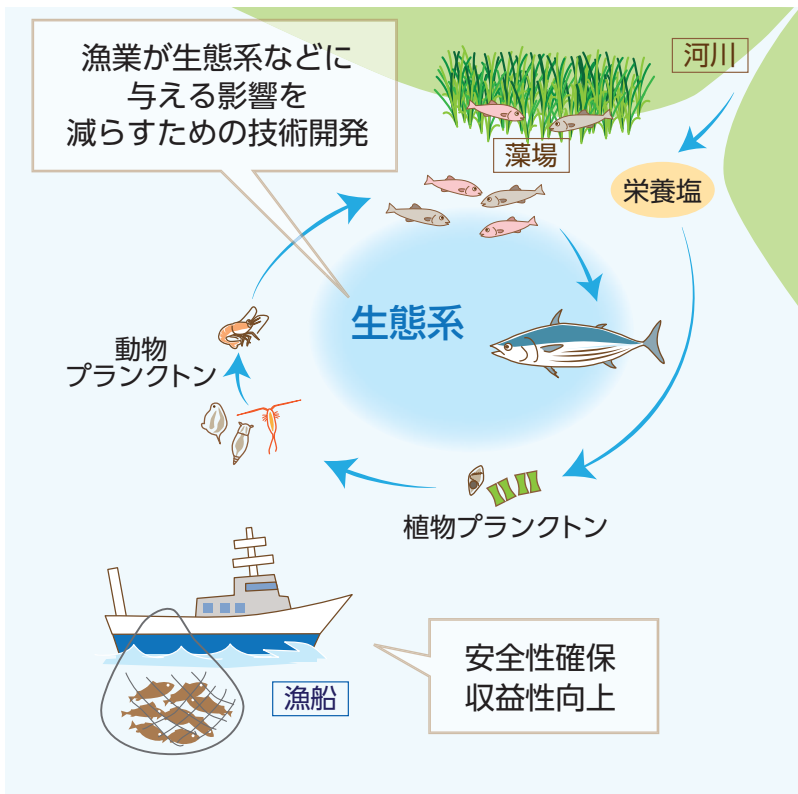 漁業が生態系などに
与える影響を
減らすための技術開発
河川
藻場
栄養塩
生態系
動物
プランクトン
植物プランクトン
漁船
安全性確保
収益性向上